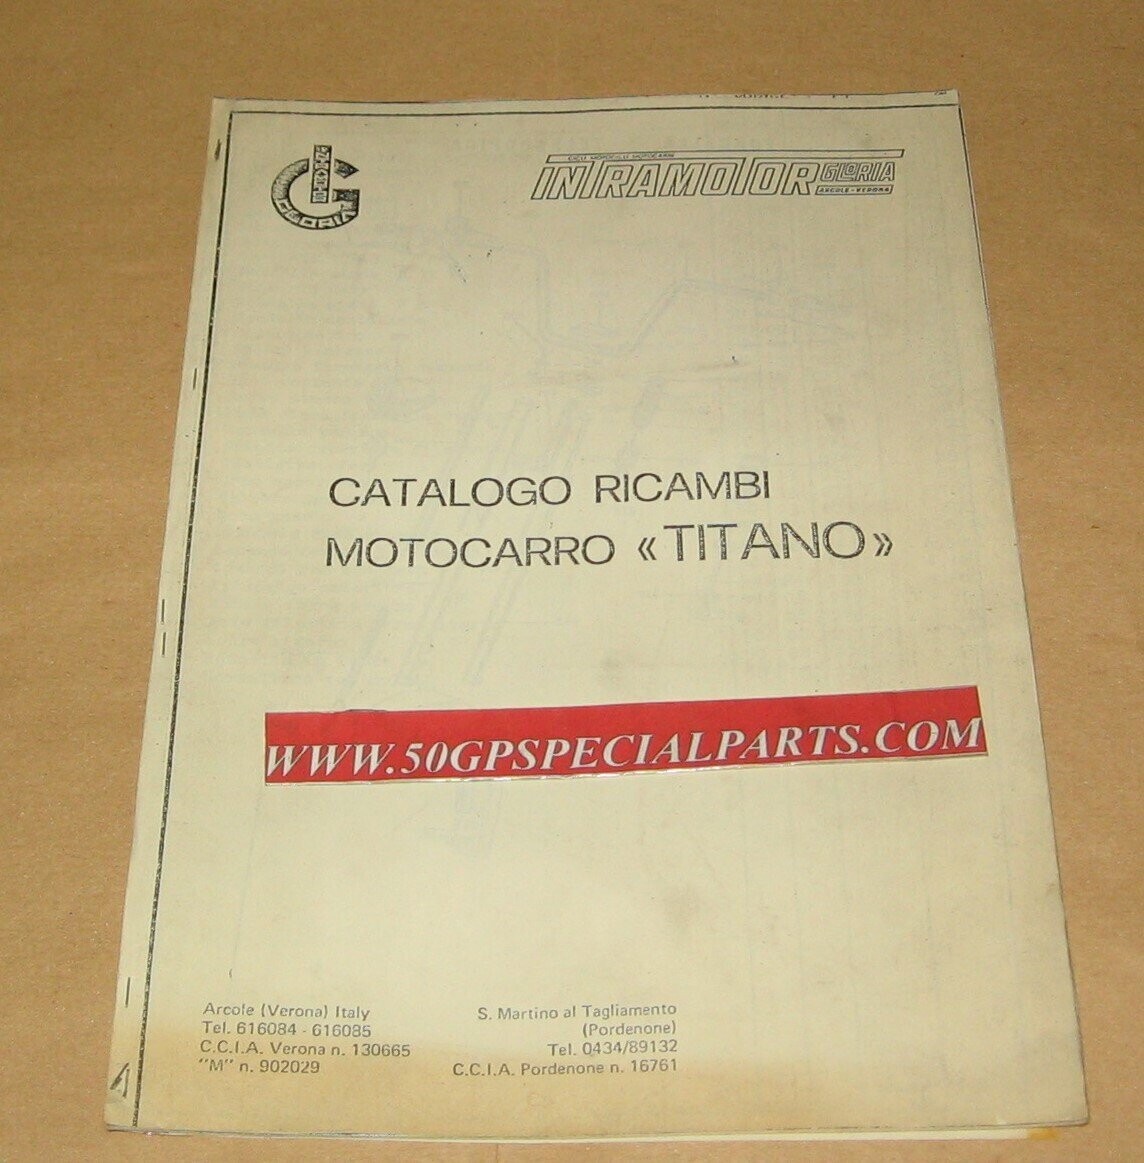 GLORIA
INTRAMOTOR GLORIA
ARCOLE - VERONA
CATALOGO RICAMBI
MOTOCARRO «TITANO»
WWW.50GPSPECIALPARTS.COM
Arcole (Verona) Italy
Tel. 616084 - 616085
C.C.I.A. Verona n. 130665
"M" n. 902029
S. Martino al Tagliamento
(Pordenone)
Tel. 0434/89132
C.C.I.A. Pordenone n. 16761